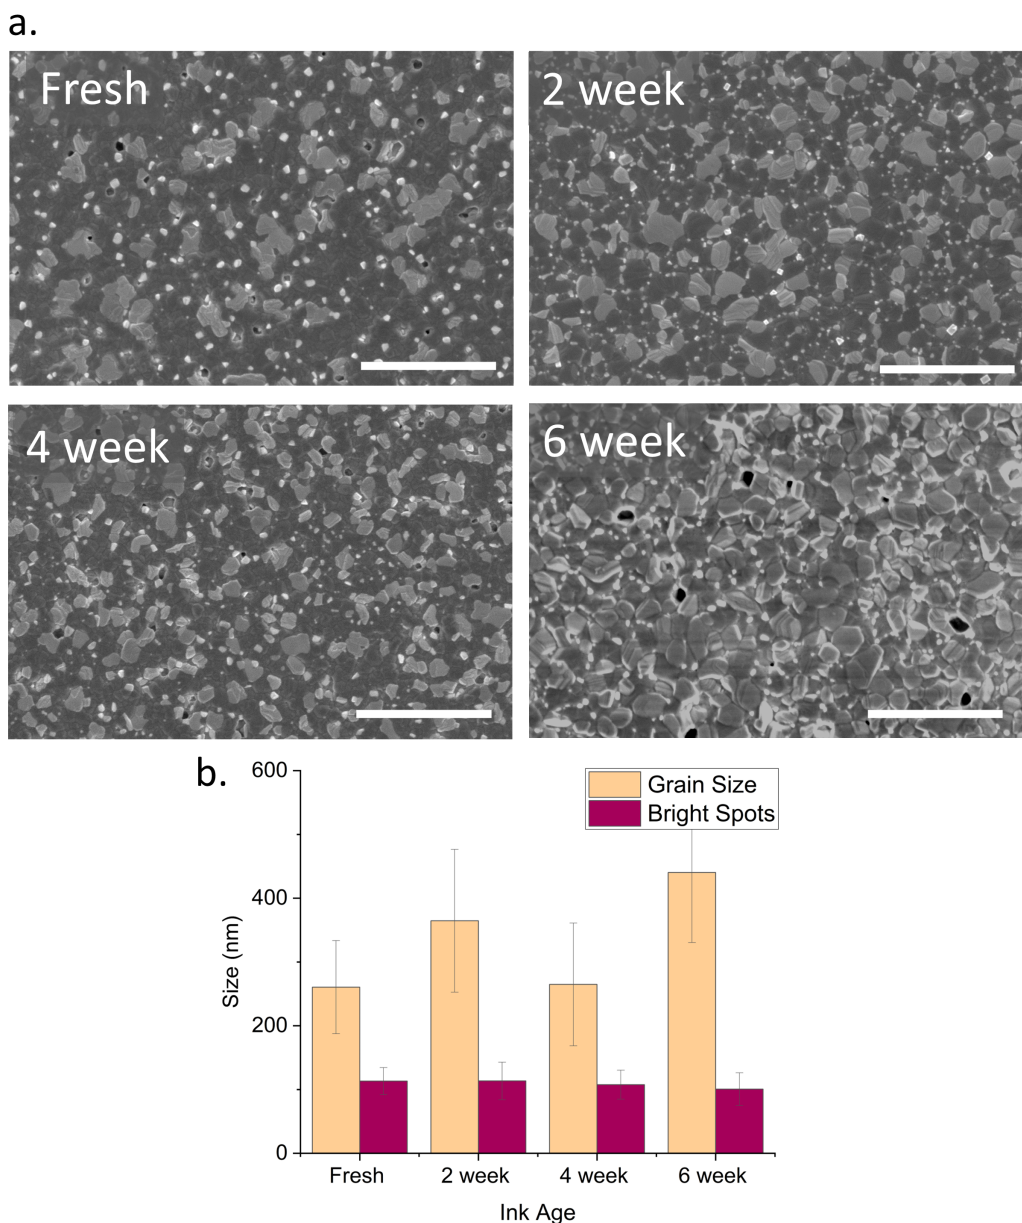 a.
Fresh
2 week
4 week
6 week
b.
600
400
200
0
Size (nm)
Grain Size
Bright Spots
Fresh
2 week
4 week
6 week
Ink Age